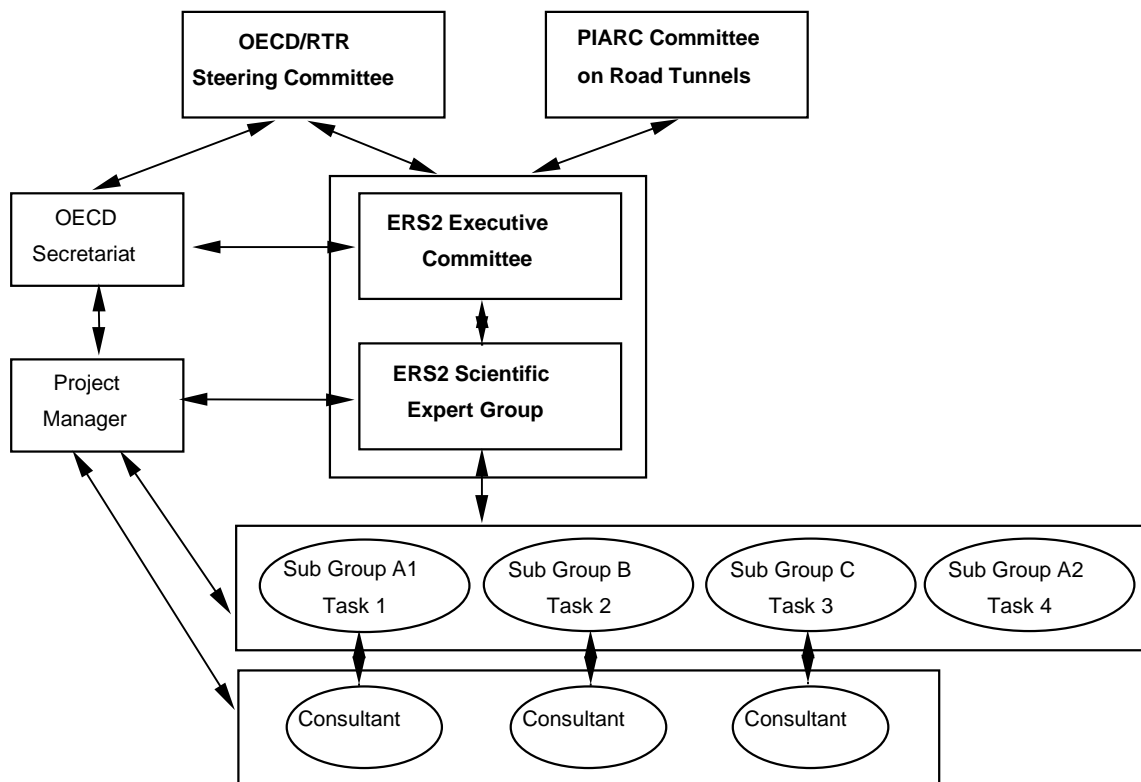 OECD/RTR
Steering Committee
PIARC Committee
on Road Tunnels
OECD
Secretariat
ERS2 Executive
Committee
Project
Manager
ERS2 Scientific
Expert Group
Sub Group A1
Task 1
Sub Group B
Task 2
Sub Group C
Task 3
Sub Group A2
Task 4
Consultant
Consultant
Consultant